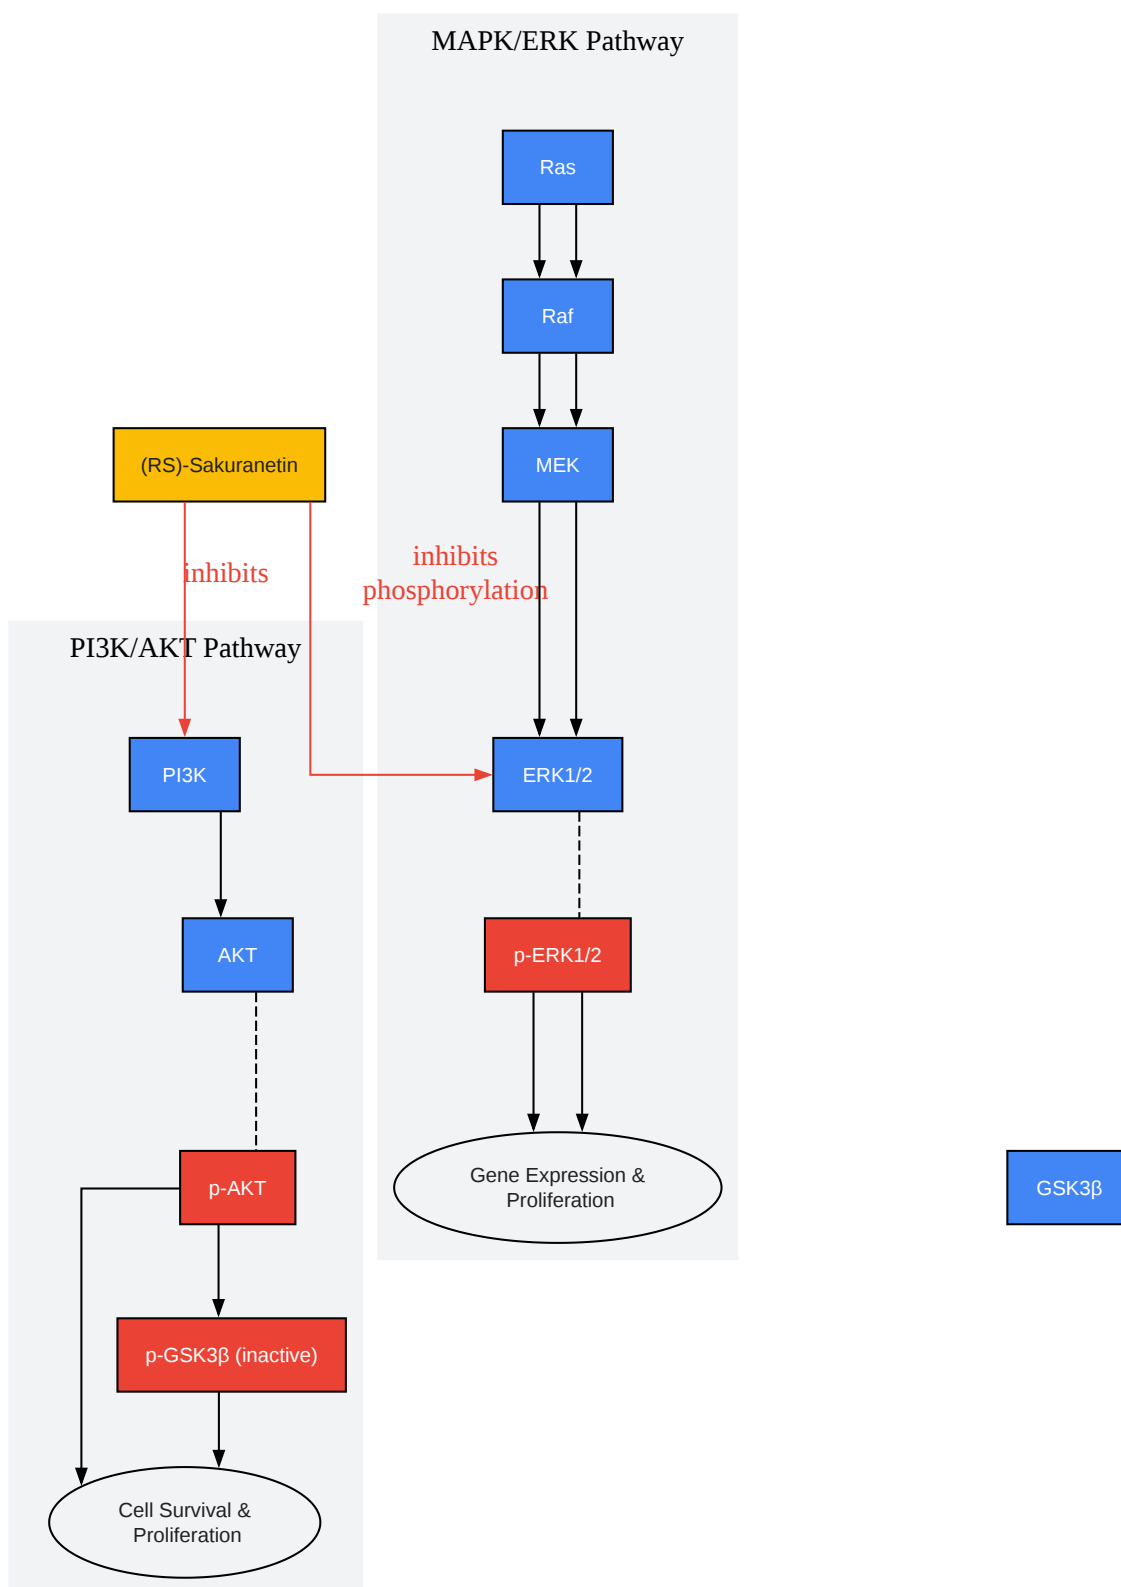 MAPK/ERK Pathway
Ras
Raf
(RS)-Sakuranetin
MEK
inhibits
inhibits
phosphorylation
PI3K/AKT Pathway
PI3K
ERK1/2
AKT
p-ERK1/2
p-AKT
Gene Expression &
Proliferation
GSK3β
p-GSK3β (inactive)
Cell Survival &
Proliferation